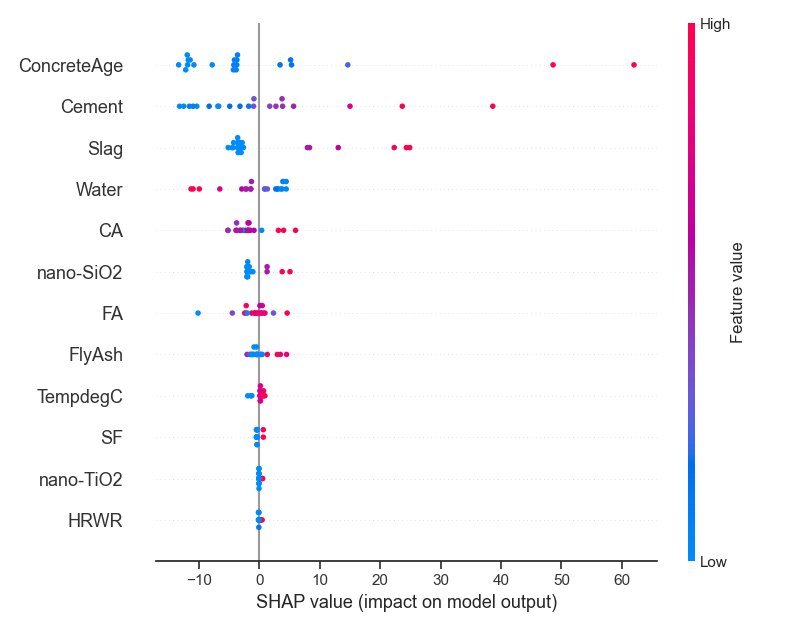 High
ConcreteAge
Cement
Slag
Water
CA
nano-SiO2
FA
FlyAsh
TempdegC
SF
nano-TiO2
HRWR
Feature value
Low
−10 0 10 20 30 40 50 60
SHAP value (impact on model output)